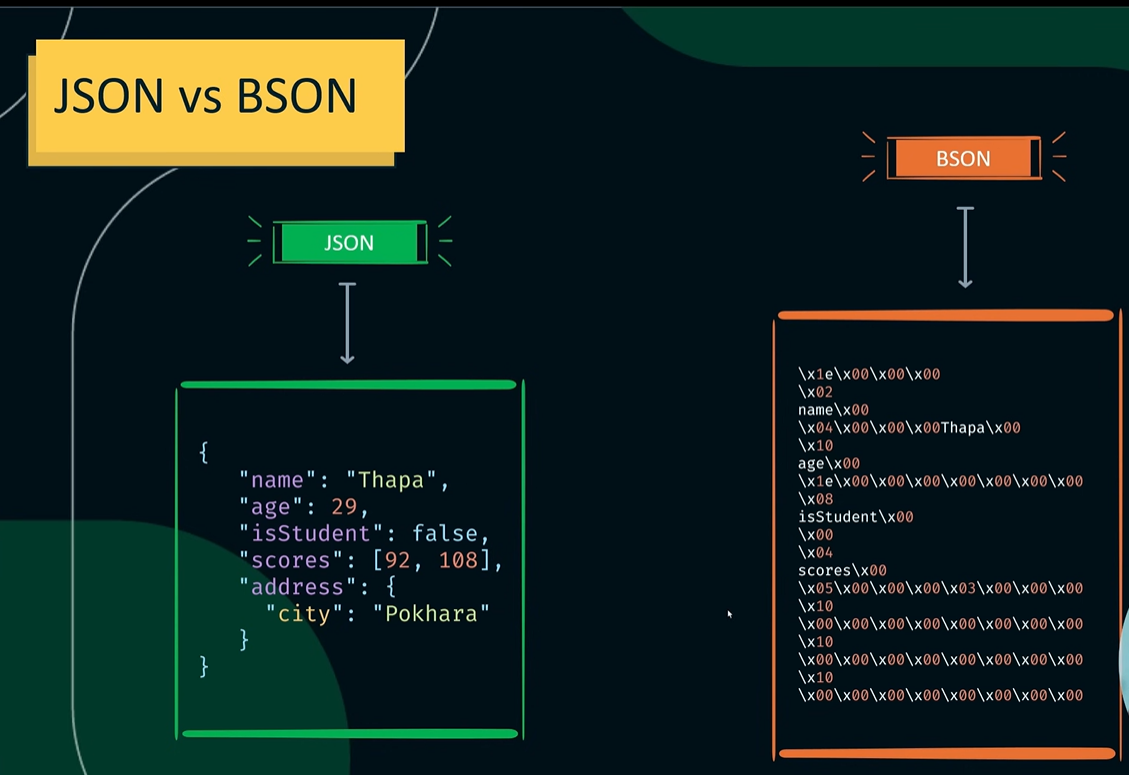 JSON vs BSON
JSON
{
"name": "Thapa",
"age": 29,
"isStudent": false,
"scores": [92, 108],
"address": {
"city": "Pokhara"
}
}
BSON
\x1e\x00\x00\x00
\x02
name\x00
\x04\x00\x00\x00Thapa\x00
\x10
age\x00
\x1e\x00\x00\x00\x00\x00\x00\x00
\x08
isStudent\x00
\x00
\x04
scores\x00
\x05\x00\x00\x00\x03\x00\x00\x00
\x10
\x00\x00\x00\x00\x00\x00\x00\x00
\x10
\x00\x00\x00\x00\x00\x00\x00\x00
\x10
\x00\x00\x00\x00\x00\x00\x00\x00